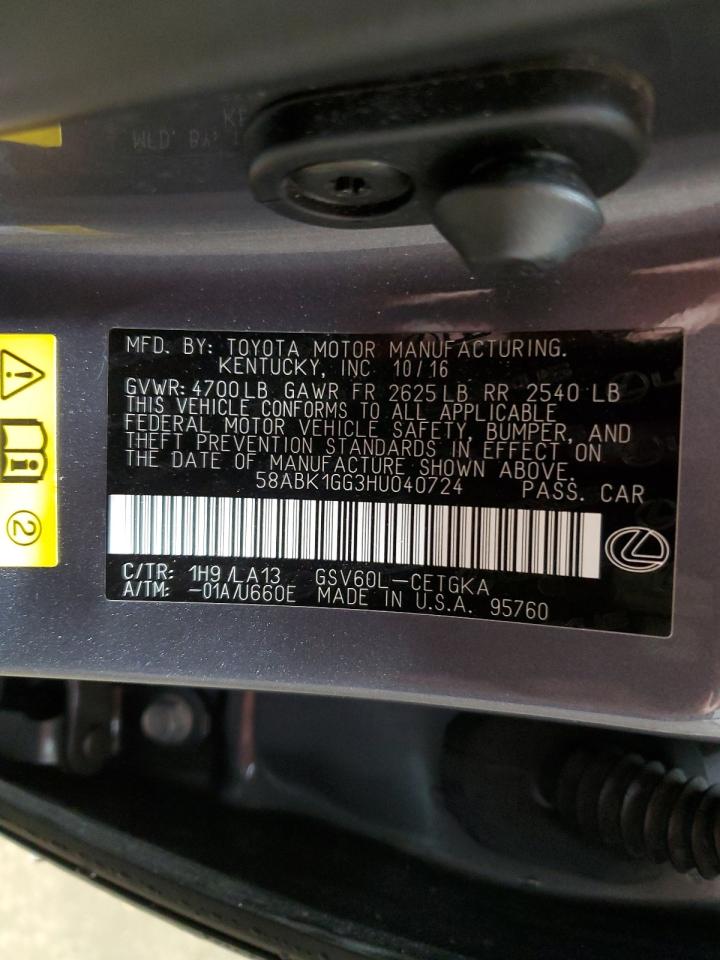 MFD. BY: TOYOTA MOTOR MANUFACTURING.
KENTUCKY, INC 10/16
GVWR: 4700LB GAWR FR 2625LB RR 2540 LB
THIS VEHICLE CONFORMS TO ALL APPLICABLE
FEDERAL MOTOR VEHICLE SAFETY, BUMPER, AND
THEFT PREVENTION STANDARDS IN EFFECT ON
THE DATE OF MANUFACTURE SHOWN ABOVE.
58ABK1GG3HU040724 PASS. CAR
C/TR: 1H9/LA13 GSV60L-CETGKA
A/TM: -01A/U660E MADE IN U.S.A. 95760
2